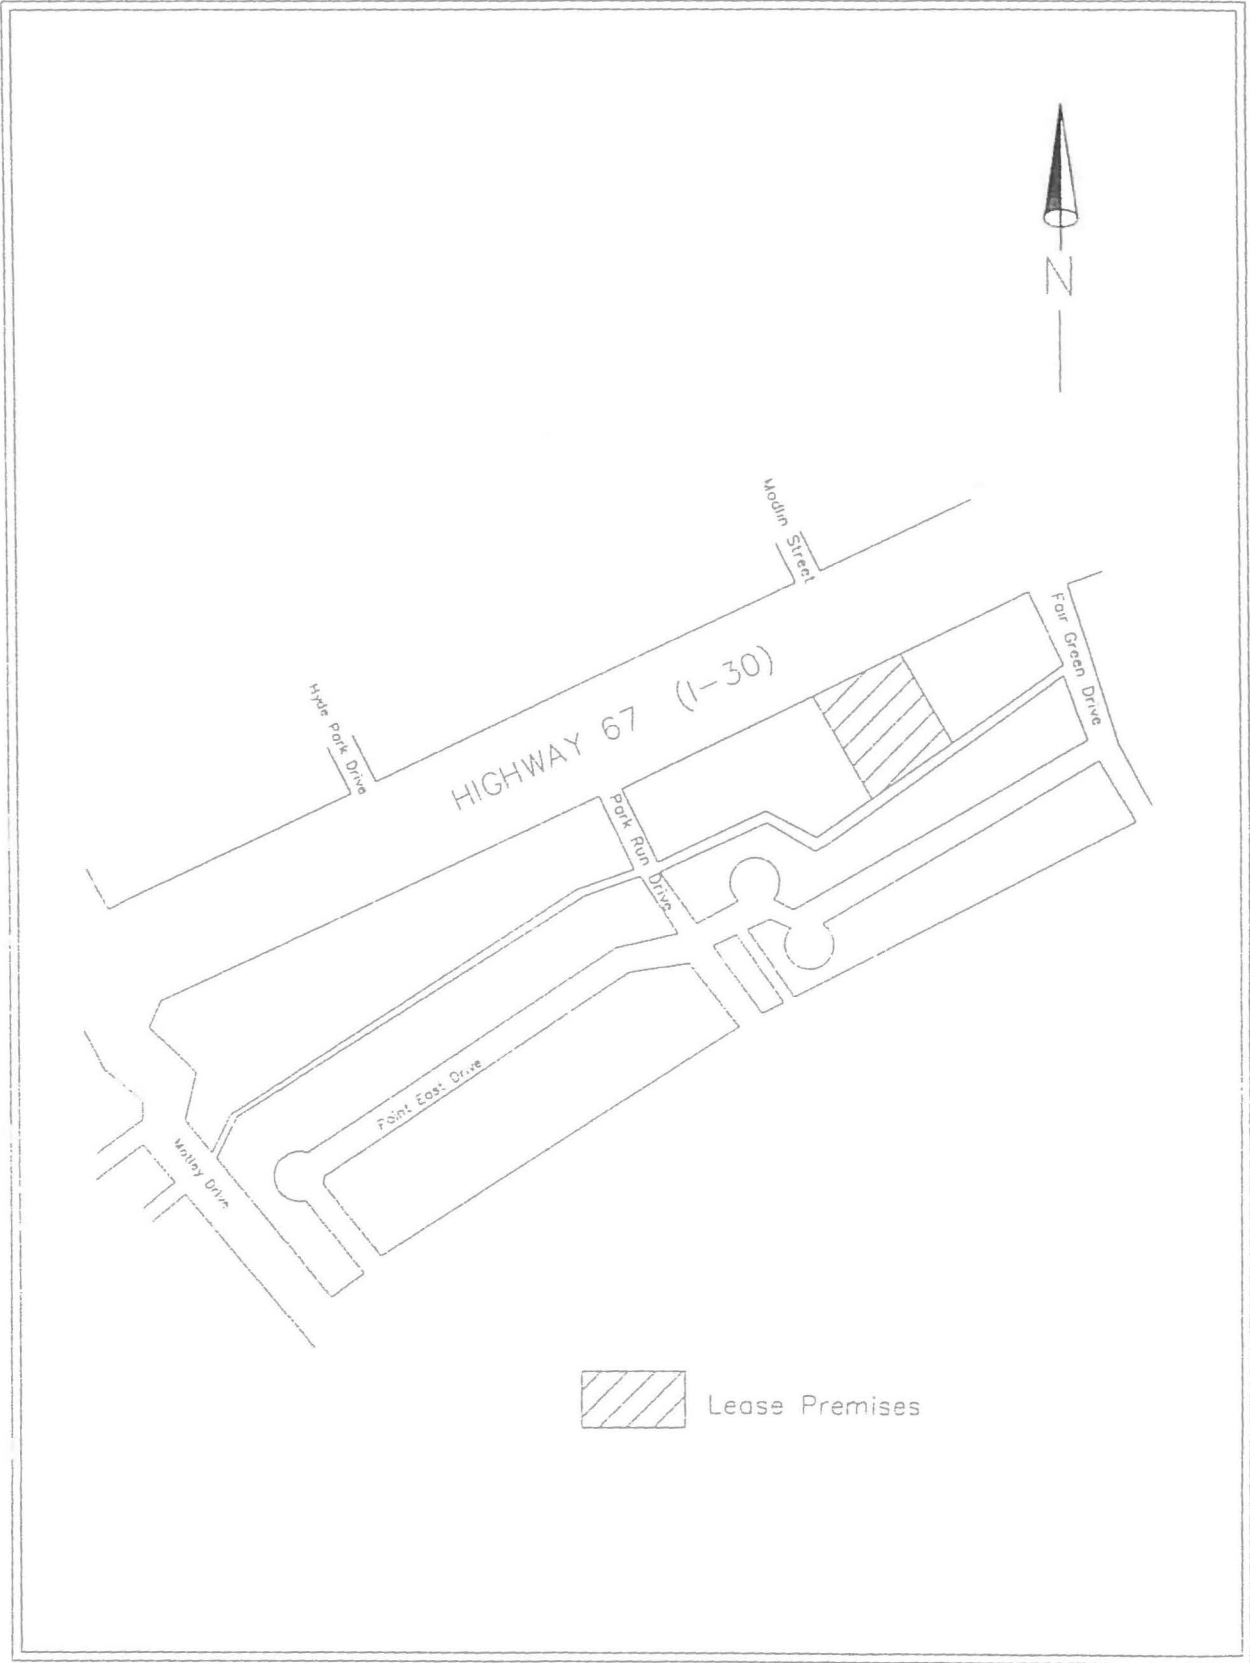 N
Modlin Street
Fair Green Drive
HIGHWAY 67 (I-30)
Hyde Park Drive
Park Run Drive
Point East Drive
Motley Drive
Lease Premises